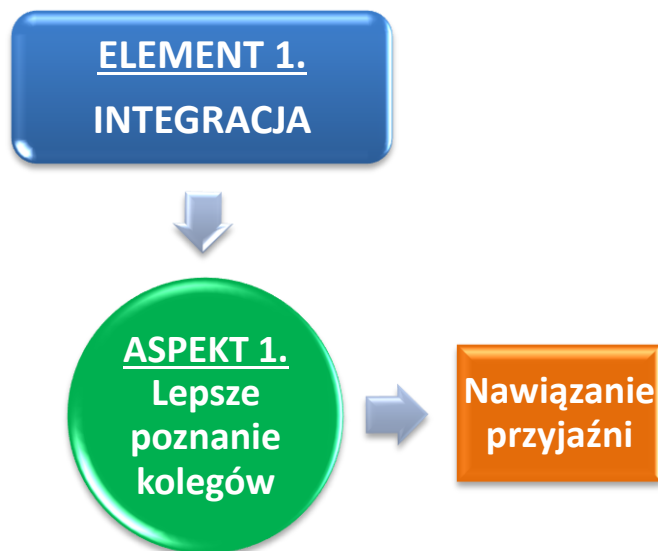 ELEMENT 1.
INTEGRACJA
ASPEKT 1.
Lepsze
poznanie
kolegów
Nawiązanie
przyjaźni